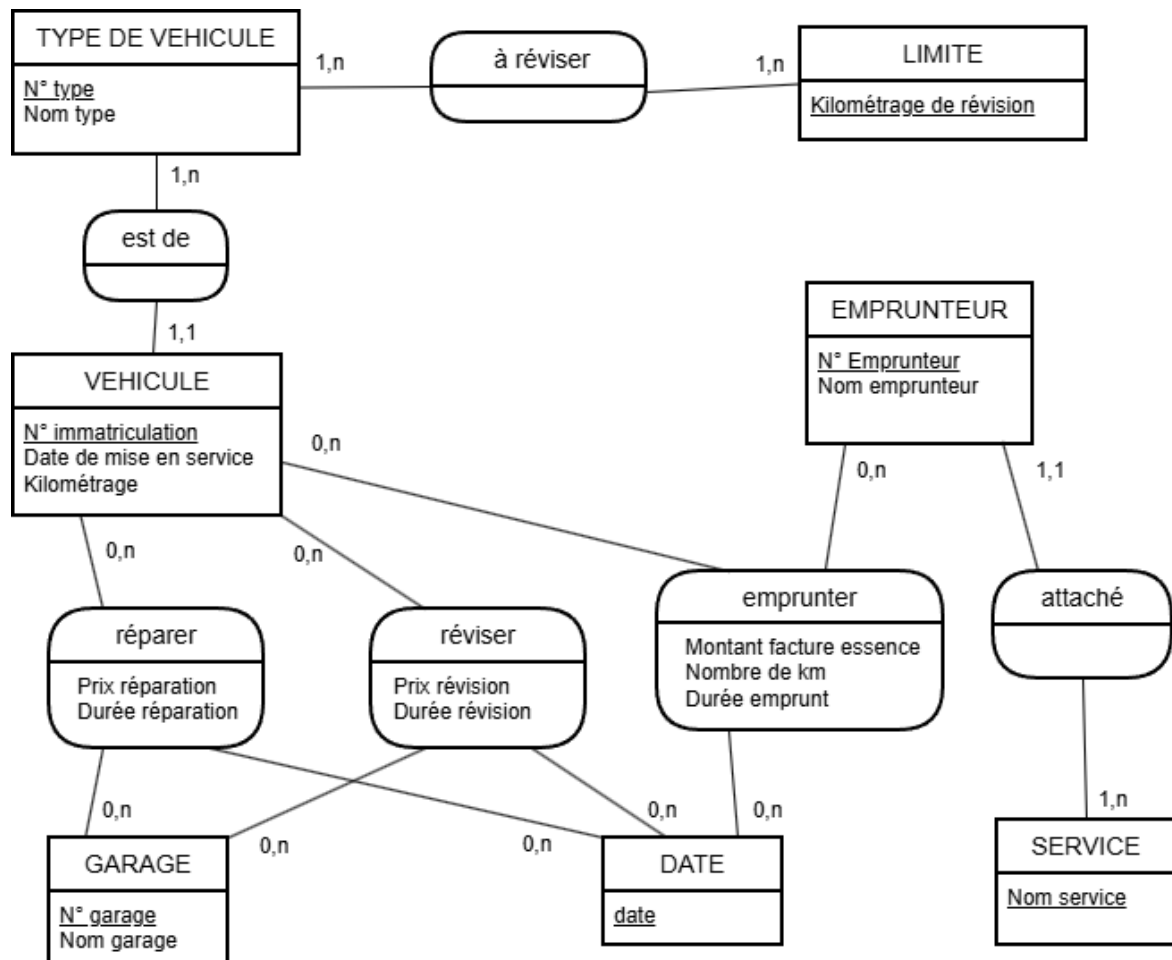 TYPE DE VEHICULE
N° type
Nom type
1,n
à réviser
1,n
LIMITE
Kilométrage de révision
1,n
est de
1,1
VEHICULE
N° immatriculation
Date de mise en service
Kilométrage
0,n
EMPRUNTEUR
N° Emprunteur
Nom emprunteur
0,n
1,1
0,n
0,n
réparer
Prix réparation
Durée réparation
réviser
Prix révision
Durée révision
emprunter
Montant facture essence
Nombre de km
Durée emprunt
attaché
0,n
0,n
0,n
0,n
0,n
1,n
GARAGE
N° garage
Nom garage
DATE
date
SERVICE
Nom service